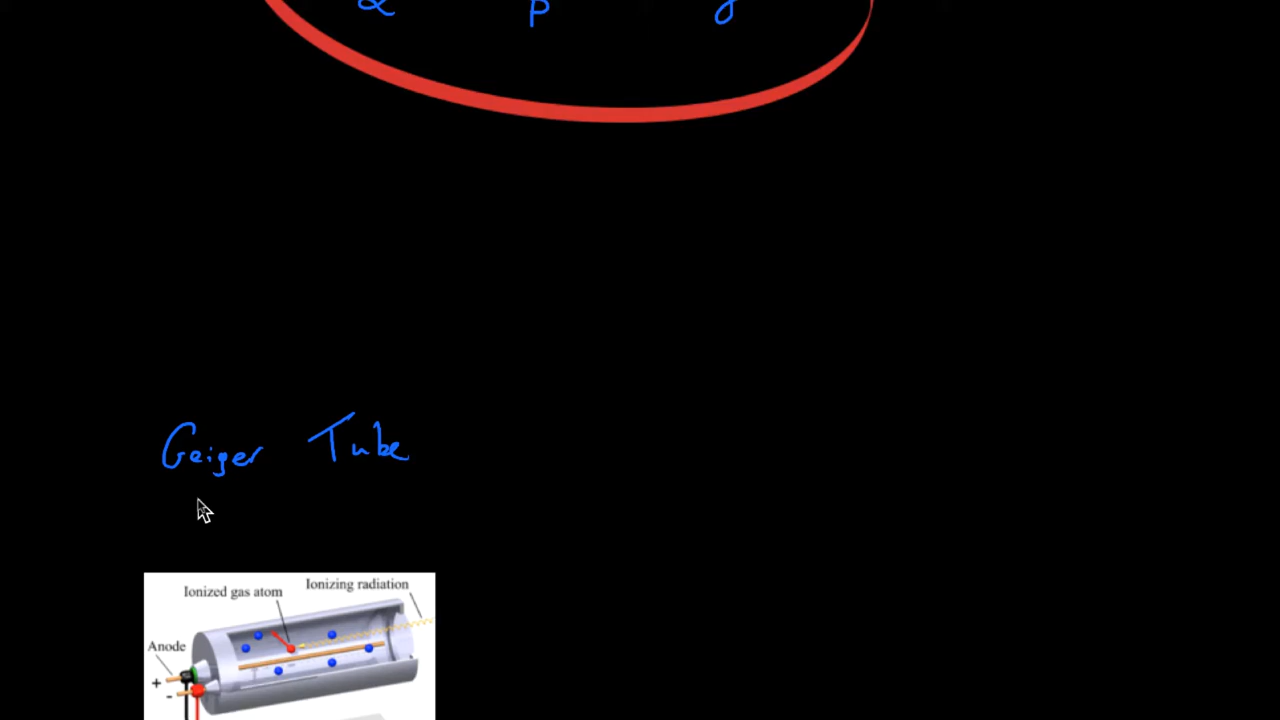 α β γ
Geiger Tube
Ionizing radiation
Ionized gas atom
Anode
+
-